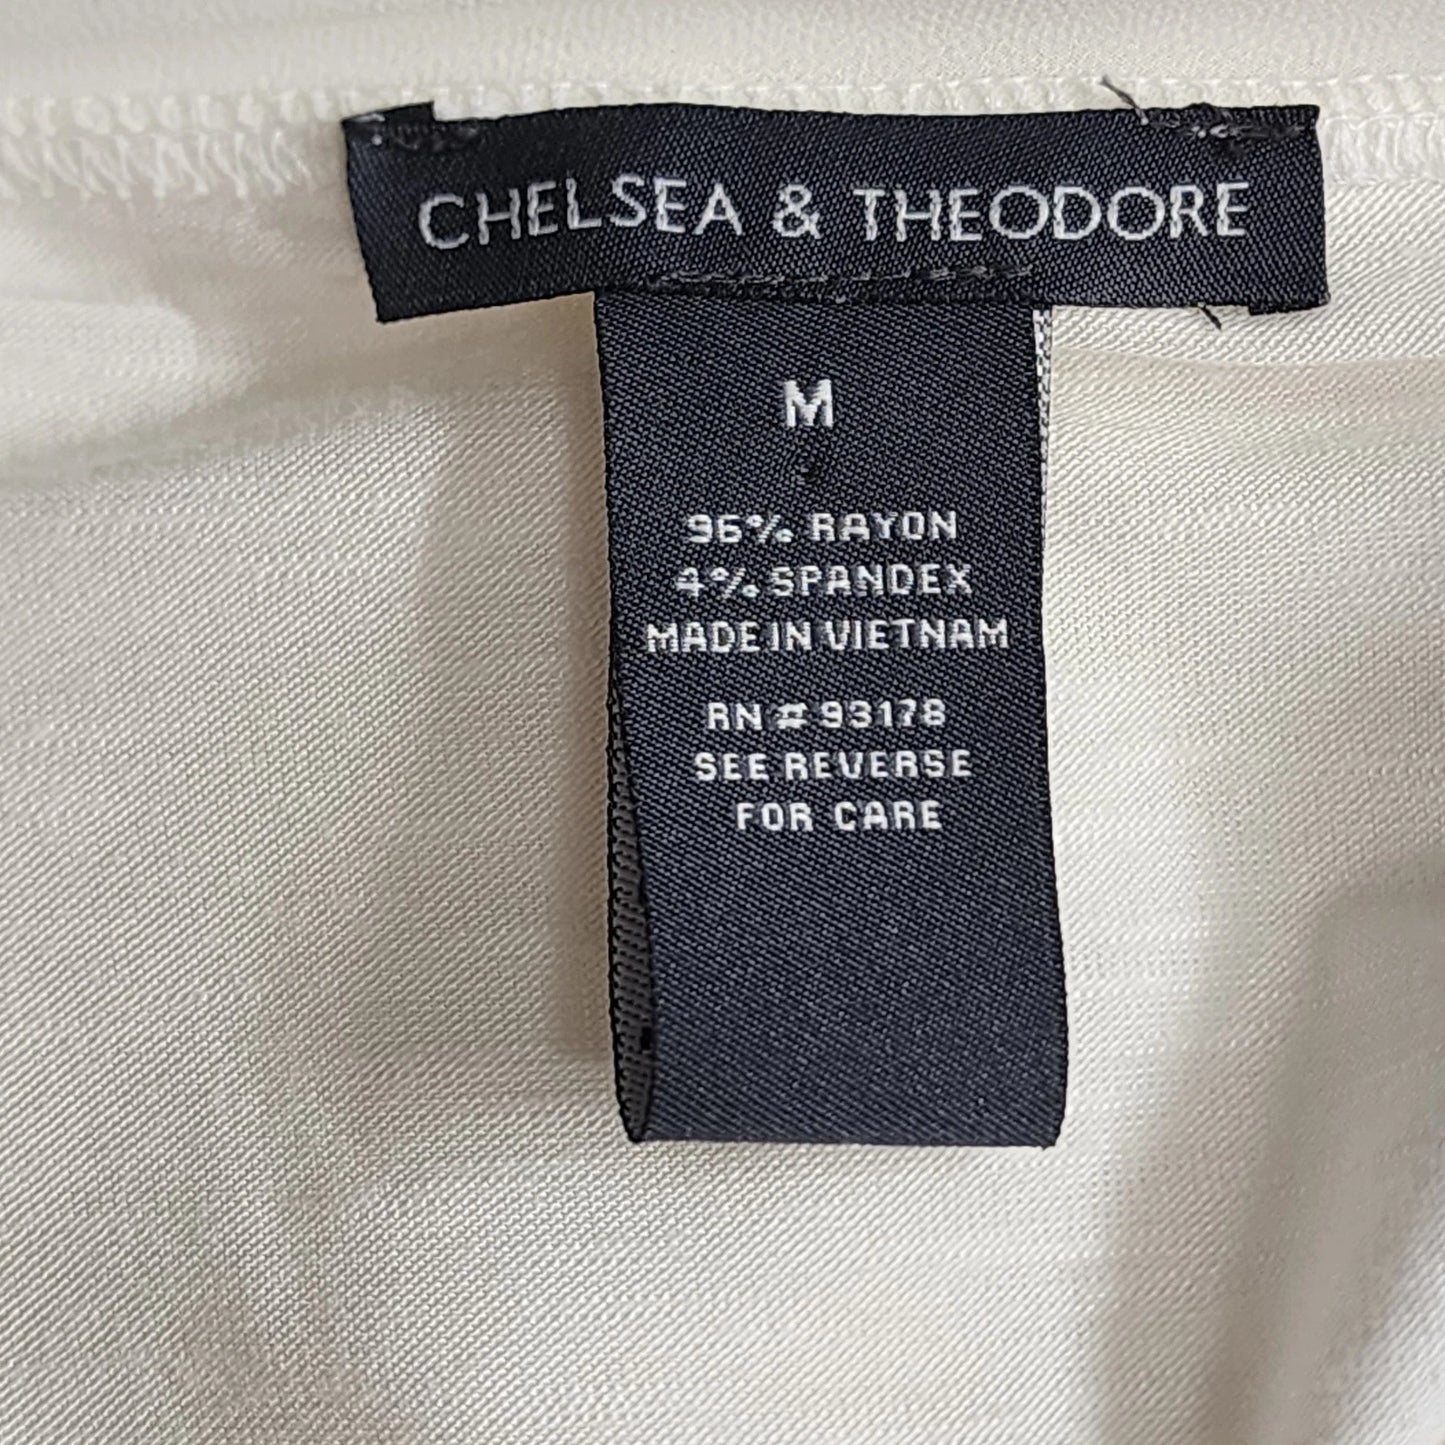 CHELSEA & THEODORE
M
96% RAYON
4% SPANDEX
MADE IN VIETNAM
RN # 93178
SEE REVERSE
FOR CARE